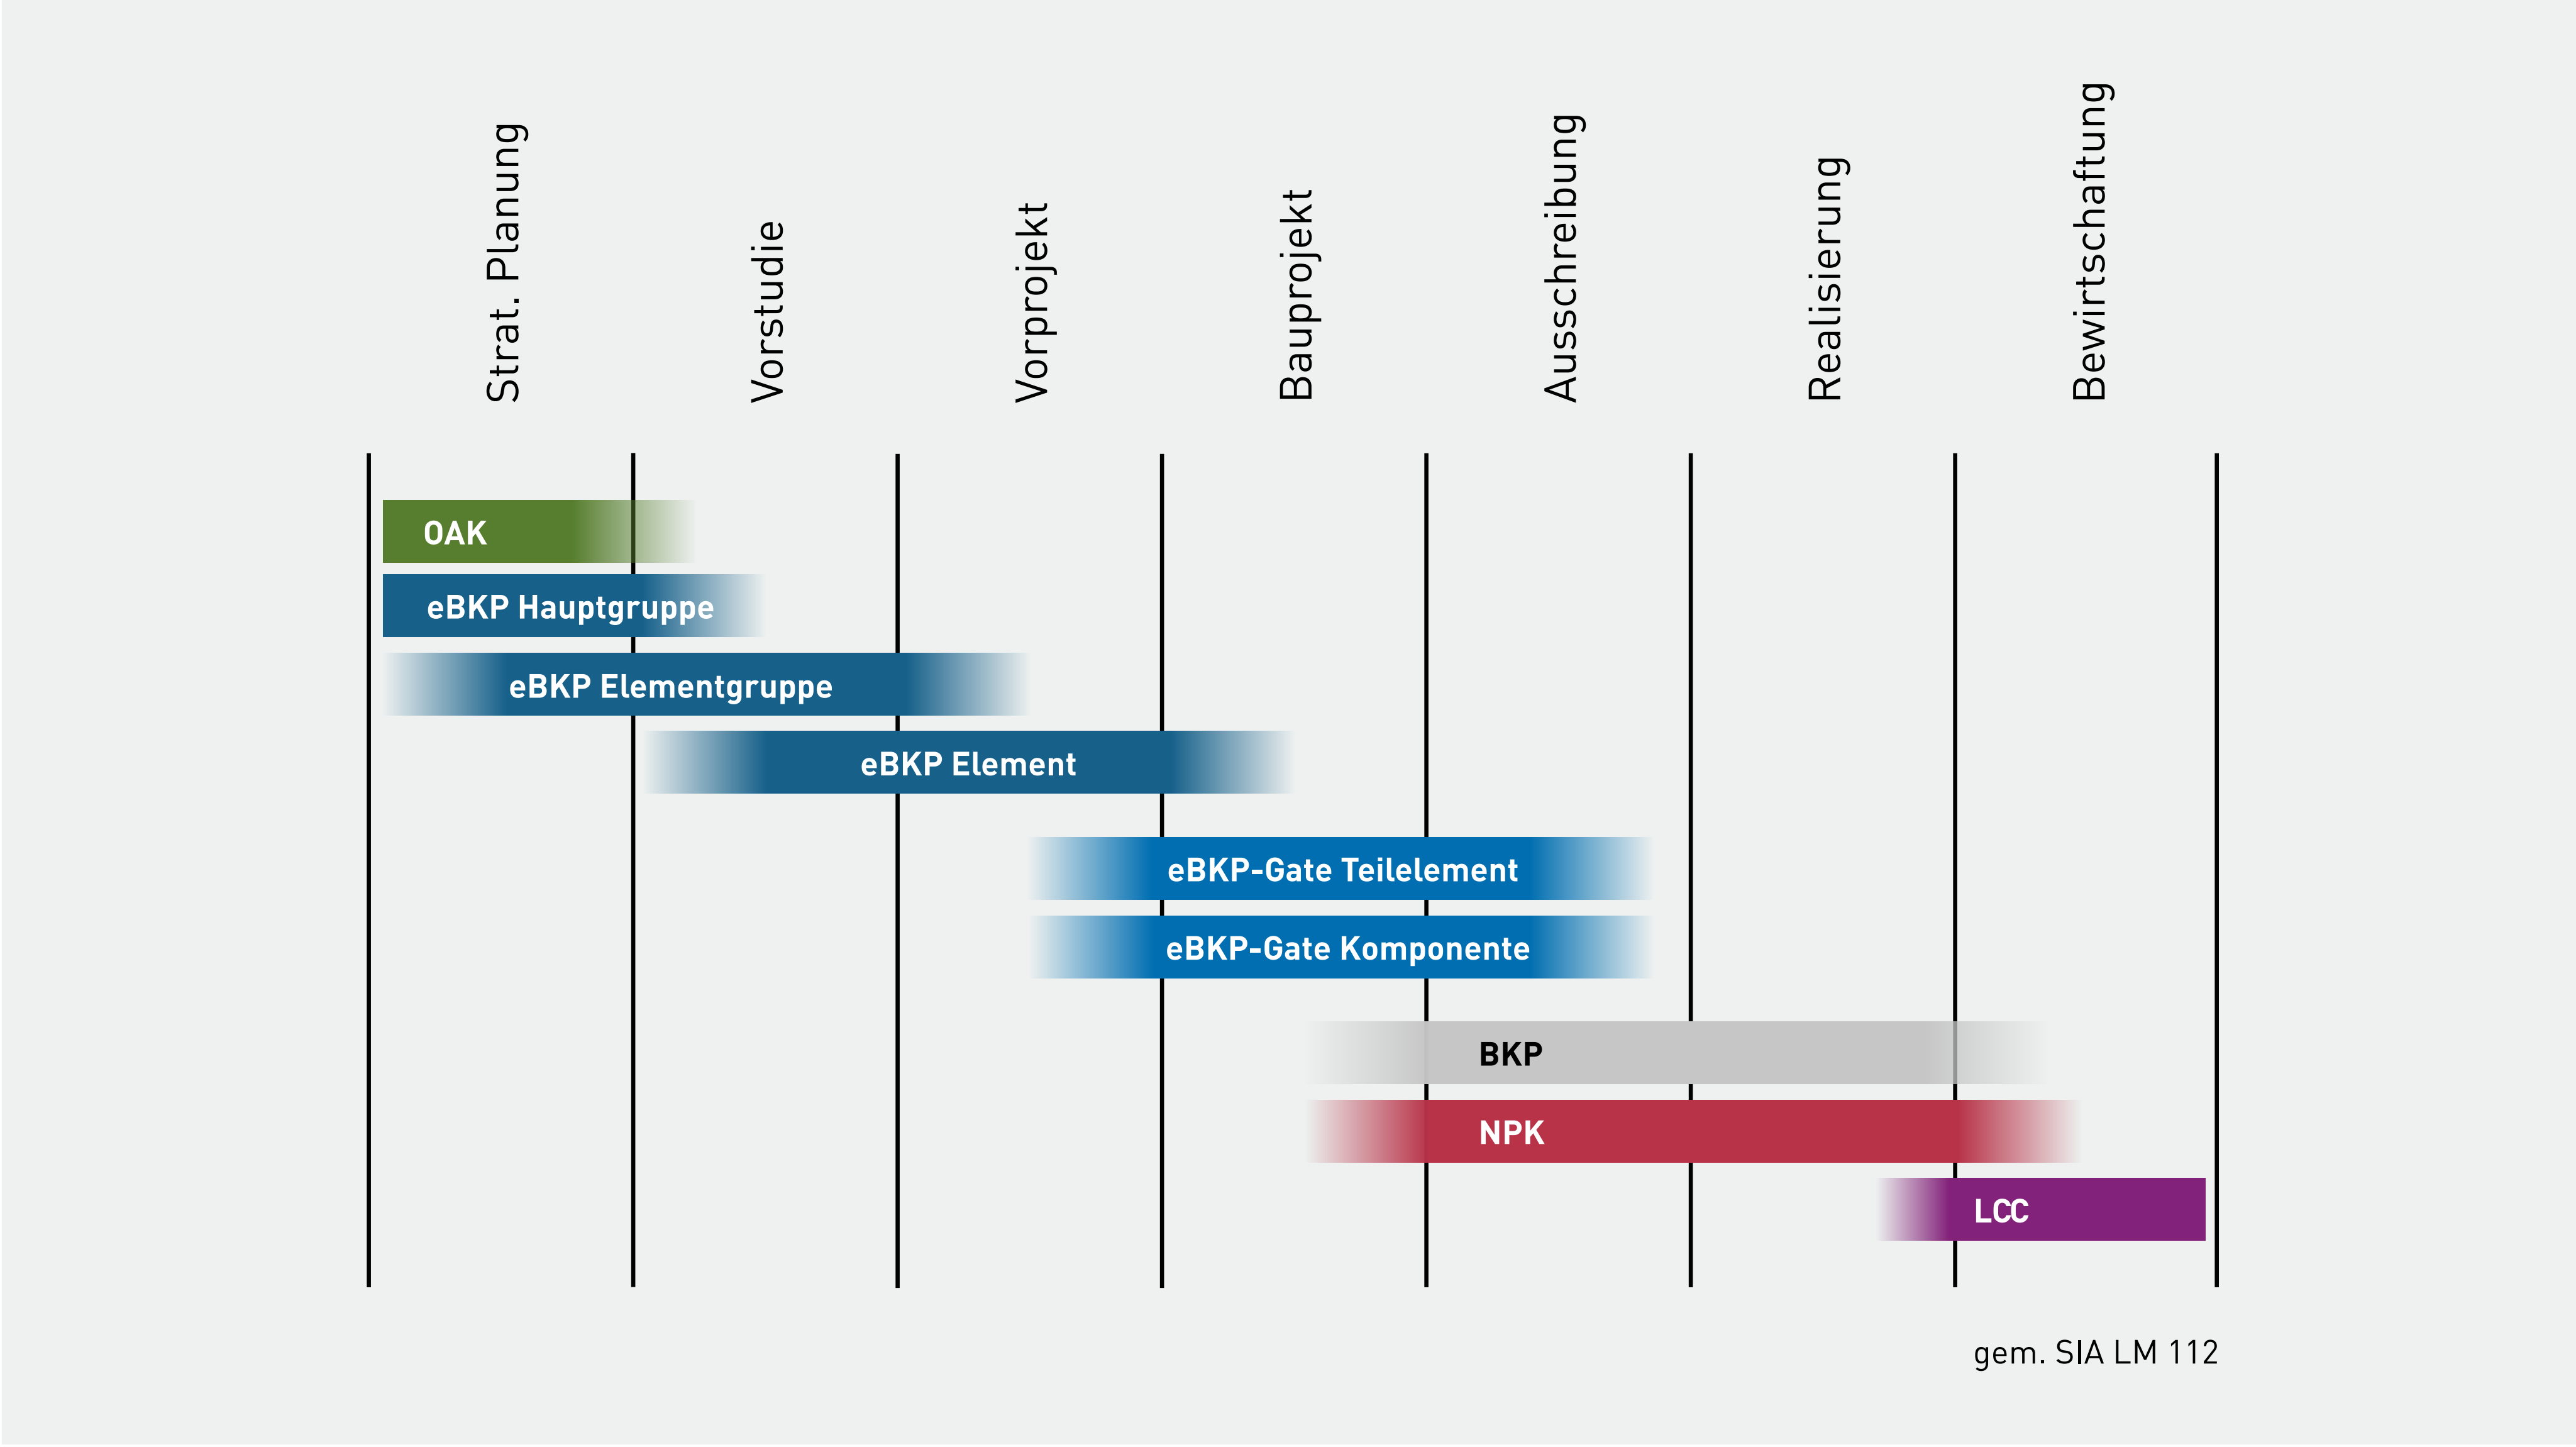 Strat. Planung
Vorstudie
Vorprojekt
Bauprojekt
Ausschreibung
Realisierung
Bewirtschaftung
OAK
eBKP Hauptgruppe
eBKP Elementgruppe
eBKP Element
eBKP-Gate Teilelement
eBKP-Gate Komponente
BKP
NPK
LCC
gem. SIA LM 112